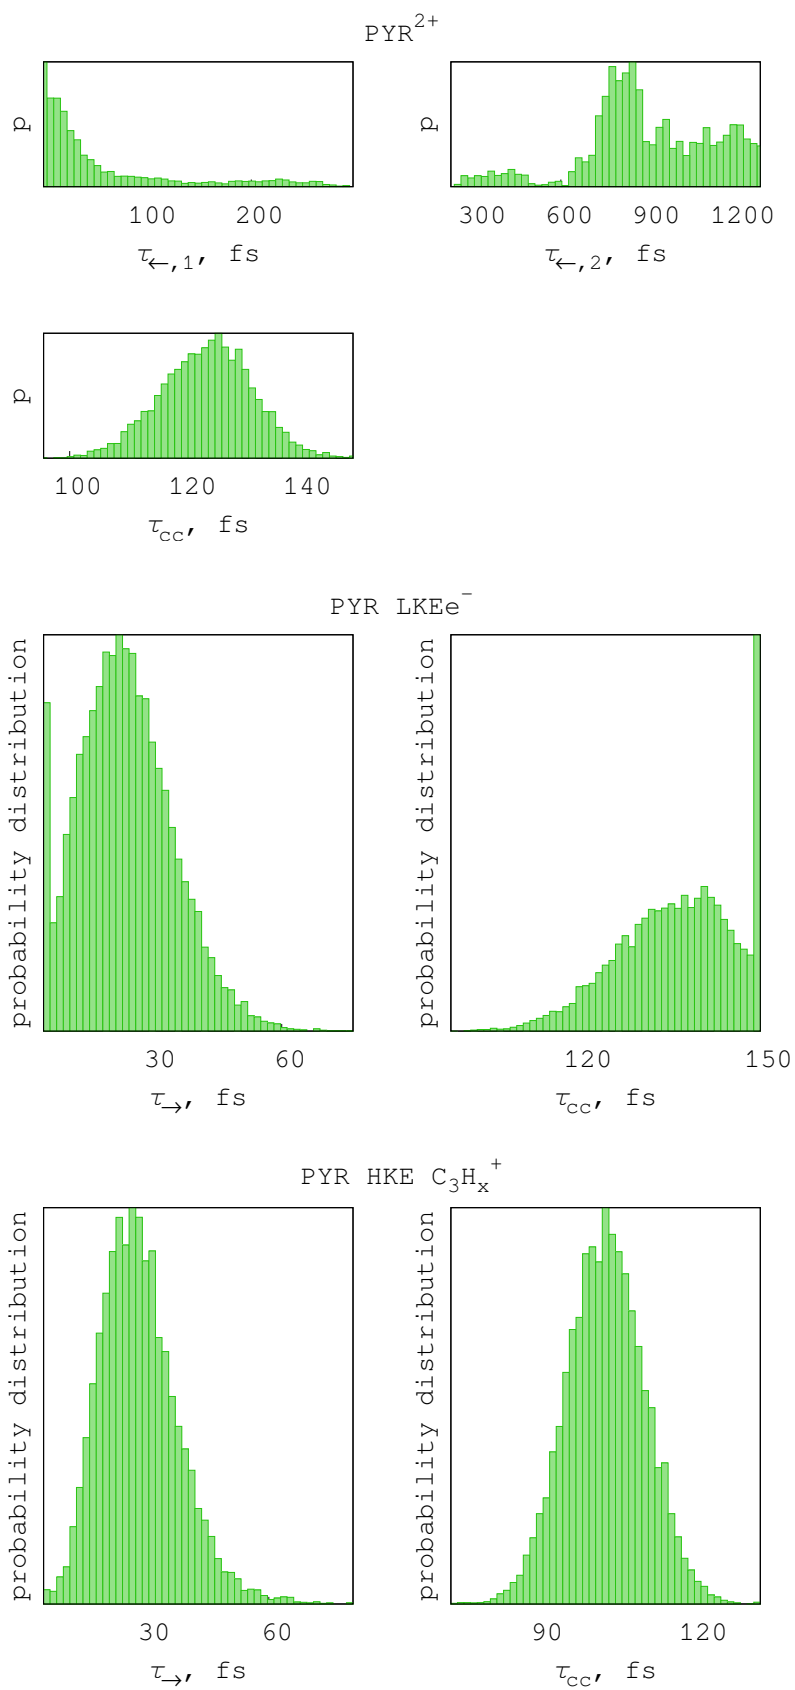 PYR²⁺
p
p
100 200
300 600 900 1200
τ←,1, fs
τ←,2, fs
p
100 120 140
τcc, fs
PYR LKEe⁻
probability distribution
probability distribution
30 60
120 150
τ→, fs
τcc, fs
PYR HKE C₃Hₓ⁺
probability distribution
probability distribution
30 60
90 120
τ→, fs
τcc, fs